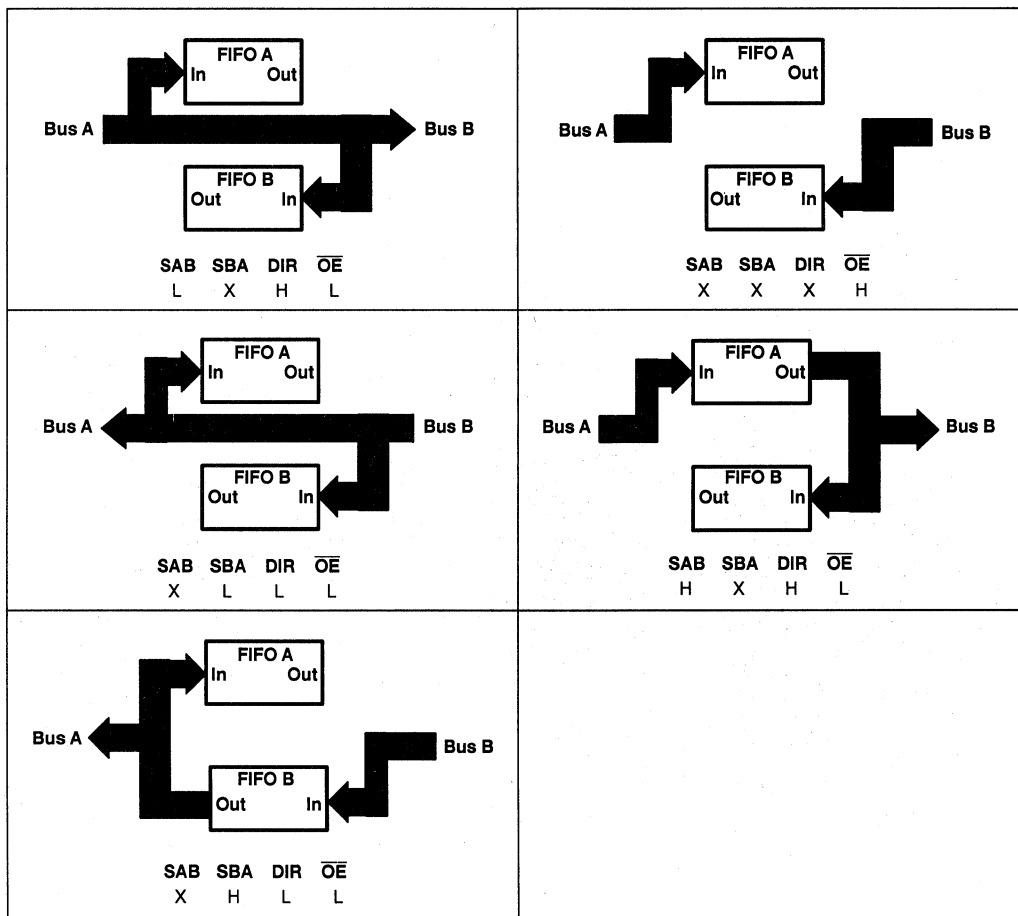 FIFO A
In Out
Bus A Bus B
FIFO B
Out In
SAB SBA DIR OE
L X H L
FIFO A
In Out
Bus A Bus B
FIFO B
Out In
SAB SBA DIR OE
X X X H
FIFO A
In Out
Bus A Bus B
FIFO B
Out In
SAB SBA DIR OE
X L L L
FIFO A
In Out
Bus A Bus B
FIFO B
Out In
SAB SBA DIR OE
H X H L
FIFO A
In Out
Bus A Bus B
FIFO B
Out In
SAB SBA DIR OE
X H L L